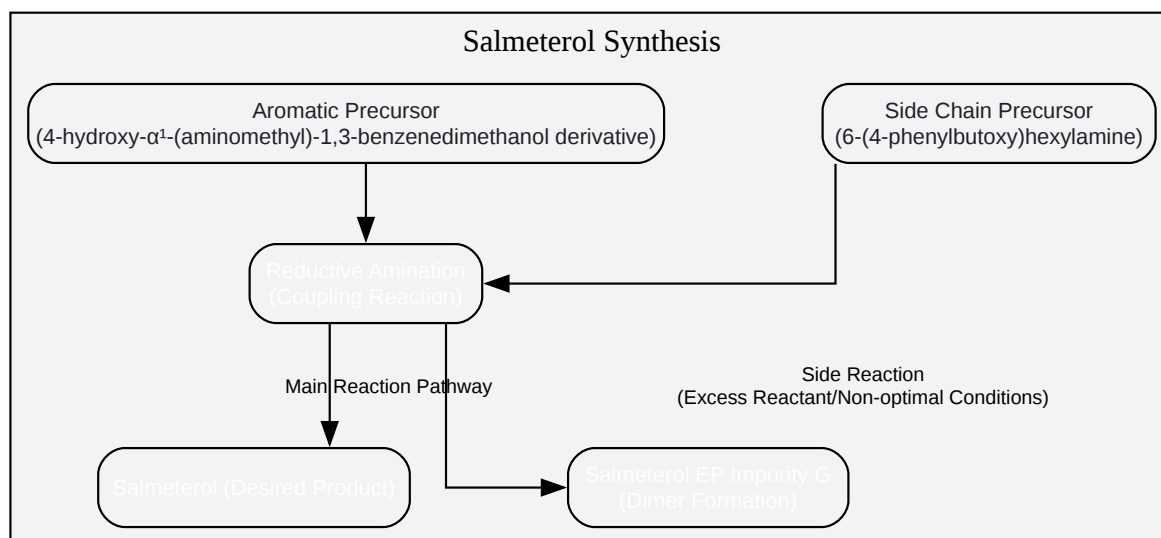 Salmeterol Synthesis
Aromatic Precursor
(4-hydroxy-α¹-(aminomethyl)-1,3-benzenedimethanol derivative)
Side Chain Precursor
(6-(4-phenylbutoxy)hexylamine)
Reductive Amination
(Coupling Reaction)
Main Reaction Pathway
Side Reaction
(Excess Reactant/Non-optimal Conditions)
Salmeterol (Desired Product)
Salmeterol EP Impurity G
(Dimer Formation)